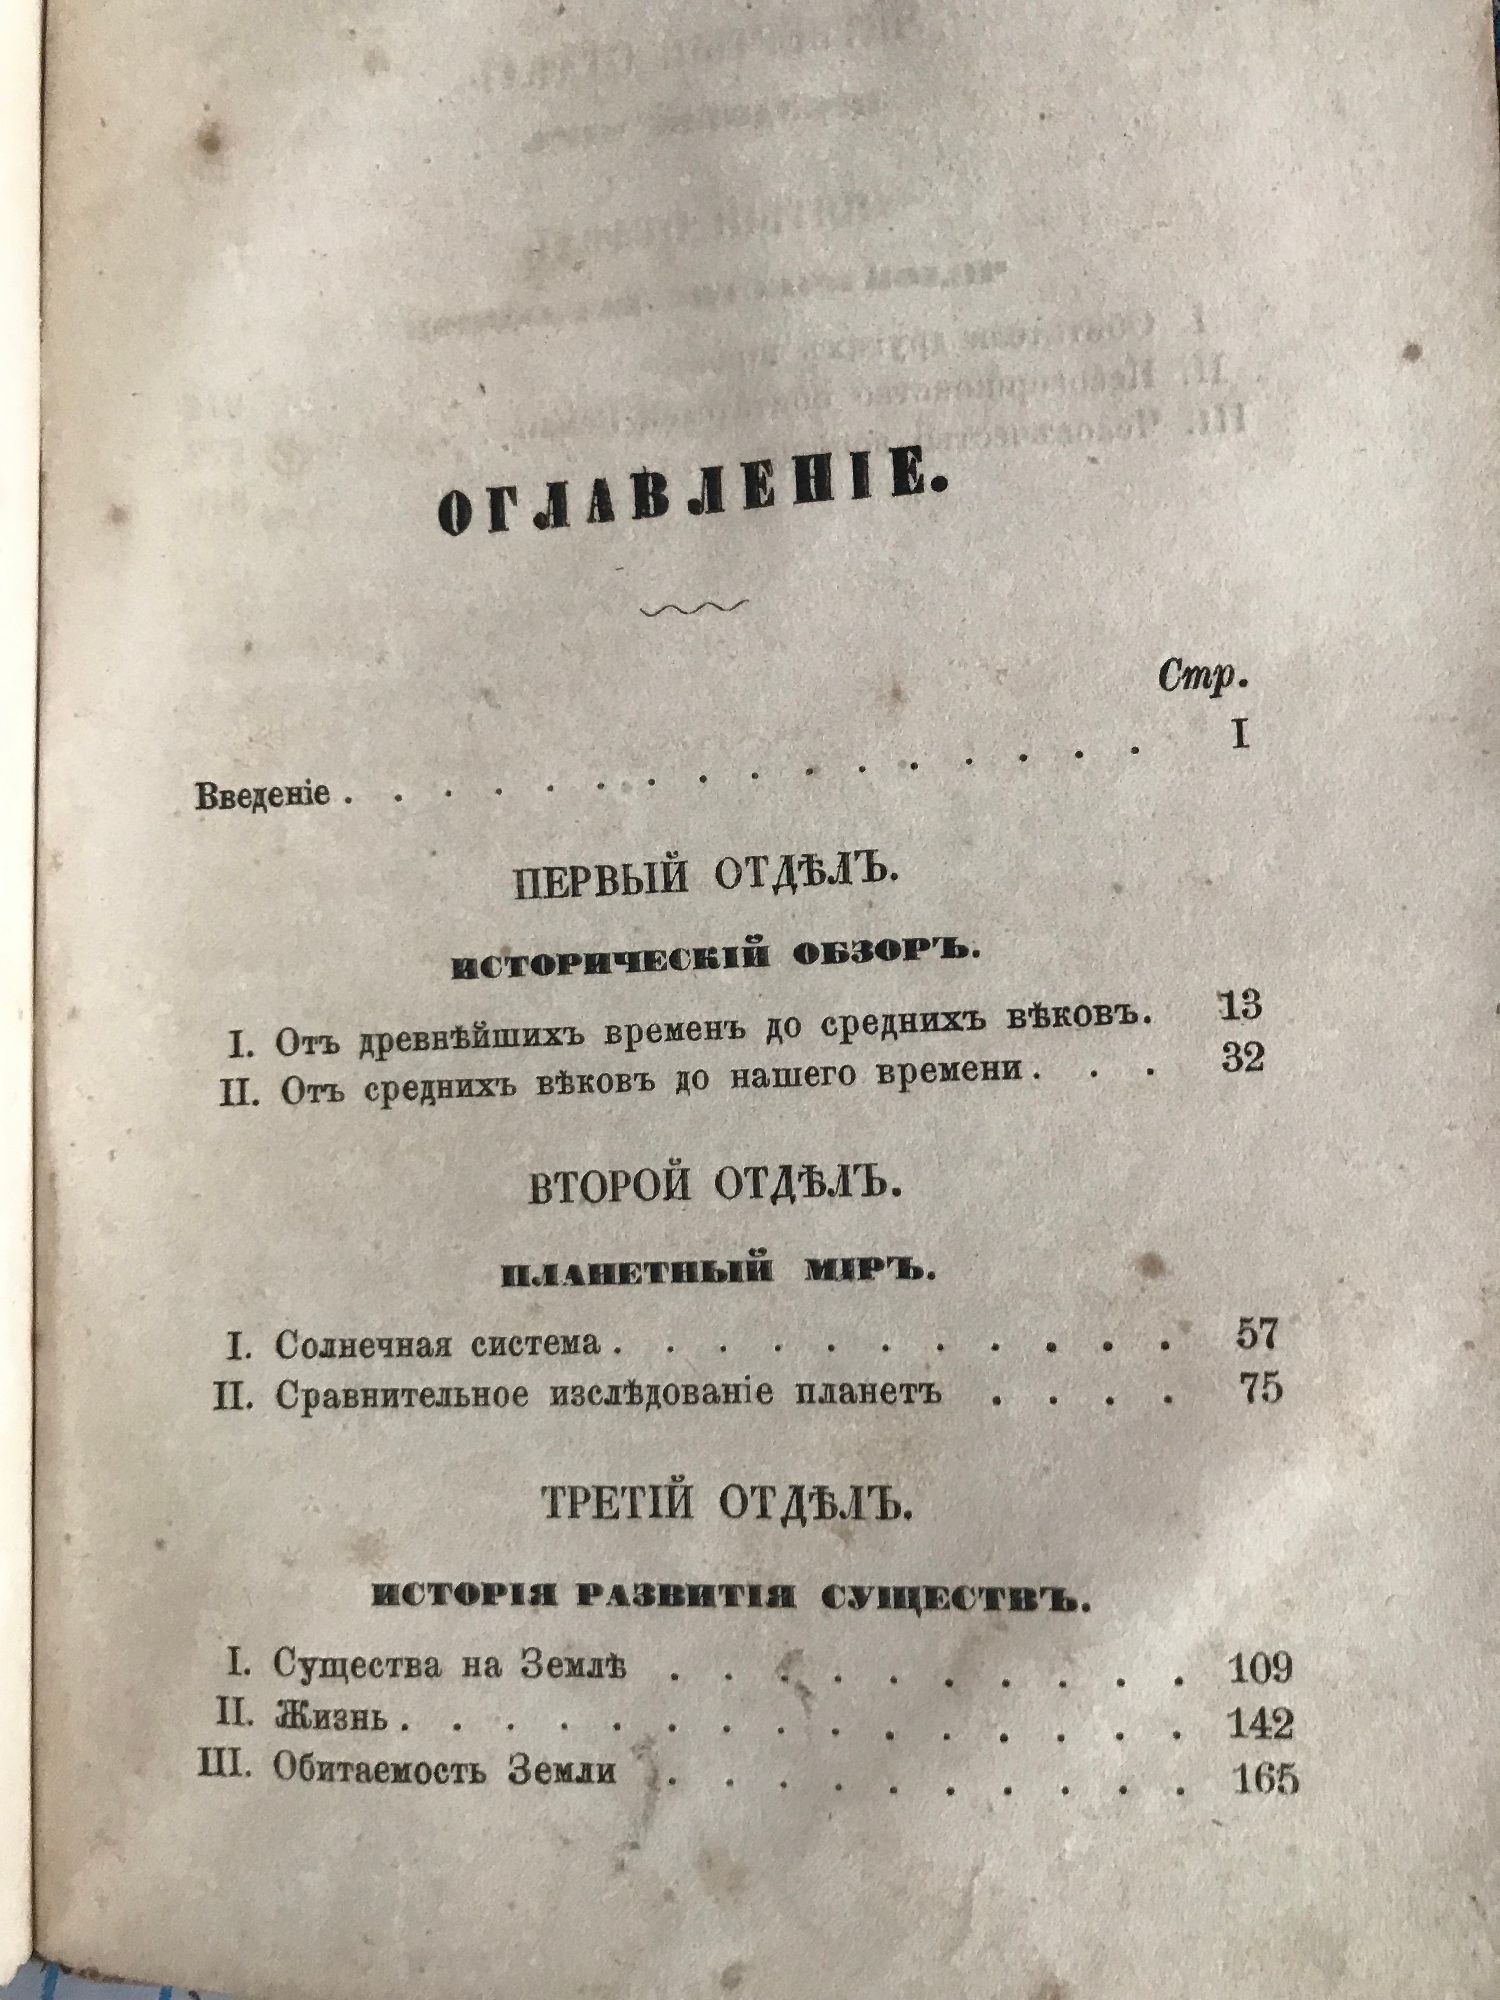 ОГЛАВЛЕНІЕ.
Стр.
Введеніе . . . . . . . . . . . . . . . . I
ПЕРВЫЙ ОТДѢЛЪ.
ИСТОРИЧЕСКІЙ ОБЗОРЪ.
I. Отъ древнѣйшихъ временъ до среднихъ вѣковъ. 13
II. Отъ среднихъ вѣковъ до нашего времени . . . 32
ВТОРОЙ ОТДѢЛЪ.
ПЛАНЕТНЫЙ МІРЪ.
I. Солнечная система . . . . . . . . . . . 57
II. Сравнительное изслѣдованіе планетъ . . . . 75
ТРЕТІЙ ОТДѢЛЪ.
ИСТОРІЯ РАЗВИТІЯ СУЩЕСТВЪ.
I. Существа на Землѣ . . . . . . . . . . 109
II. Жизнь . . . . . . . . . . . . . . . 142
III. Обитаемость Земли . . . . . . . . . . 165